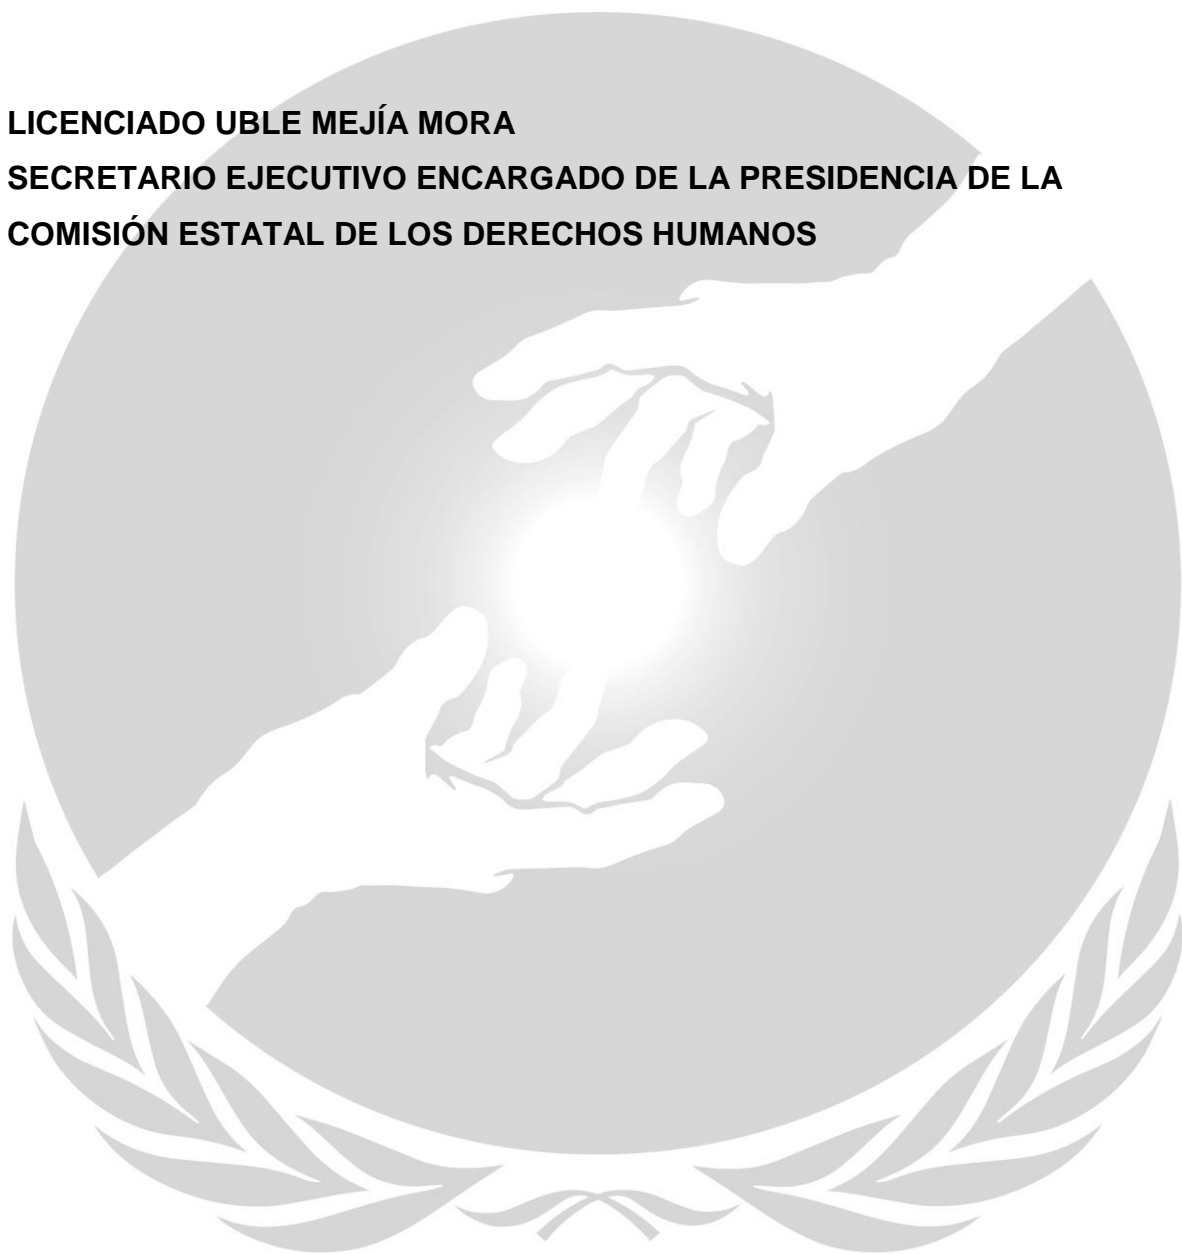 LICENCIADO UBLE MEJÍA MORA
SECRETARIO EJECUTIVO ENCARGADO DE LA PRESIDENCIA DE LA
COMISIÓN ESTATAL DE LOS DERECHOS HUMANOS